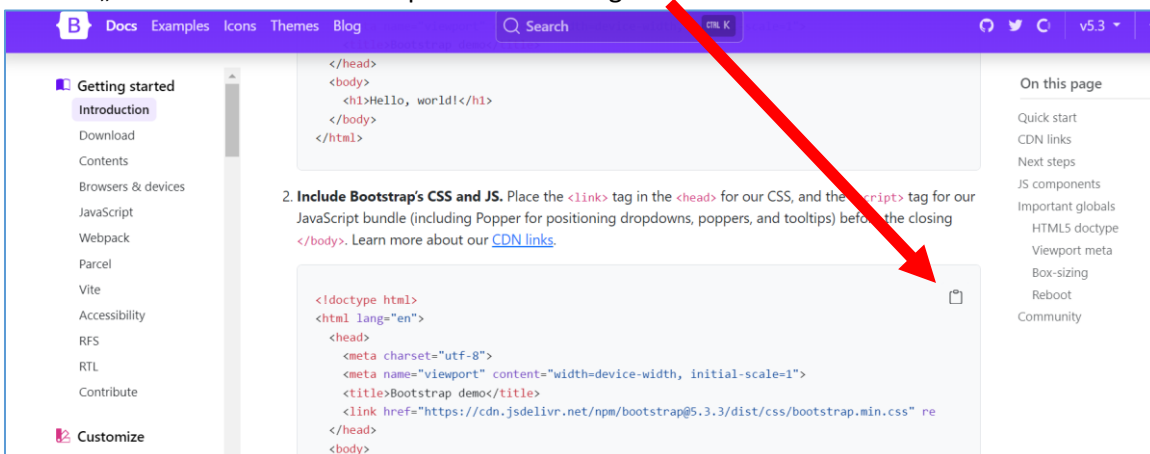 B Docs Examples Icons Themes Blog Search CTRL K v5.3
Getting started
Introduction
Download
Contents
Browsers & devices
JavaScript
Webpack
Parcel
Vite
Accessibility
RFS
RTL
Contribute
Customize
</head>
<body>
<h1>Hello, world!</h1>
</body>
</html>
2. Include Bootstrap's CSS and JS. Place the <link> tag in the <head> for our CSS, and the tag for our
JavaScript bundle (including Popper for positioning dropdowns, poppers, and tooltips) before the closing
</body>. Learn more about our CDN links.
<!doctype html>
<html lang="en">
<head>
<meta charset="utf-8">
<meta name="viewport" content="width=device-width, initial-scale=1">
<title>Bootstrap demo</title>
<link href="https://cdn.jsdelivr.net/npm/bootstrap@5.3.3/dist/css/bootstrap.min.css" re
</head>
<body>
On this page
Quick start
CDN links
Next steps
JS components
Important globals
HTML5 doctype
Viewport meta
Box-sizing
Reboot
Community